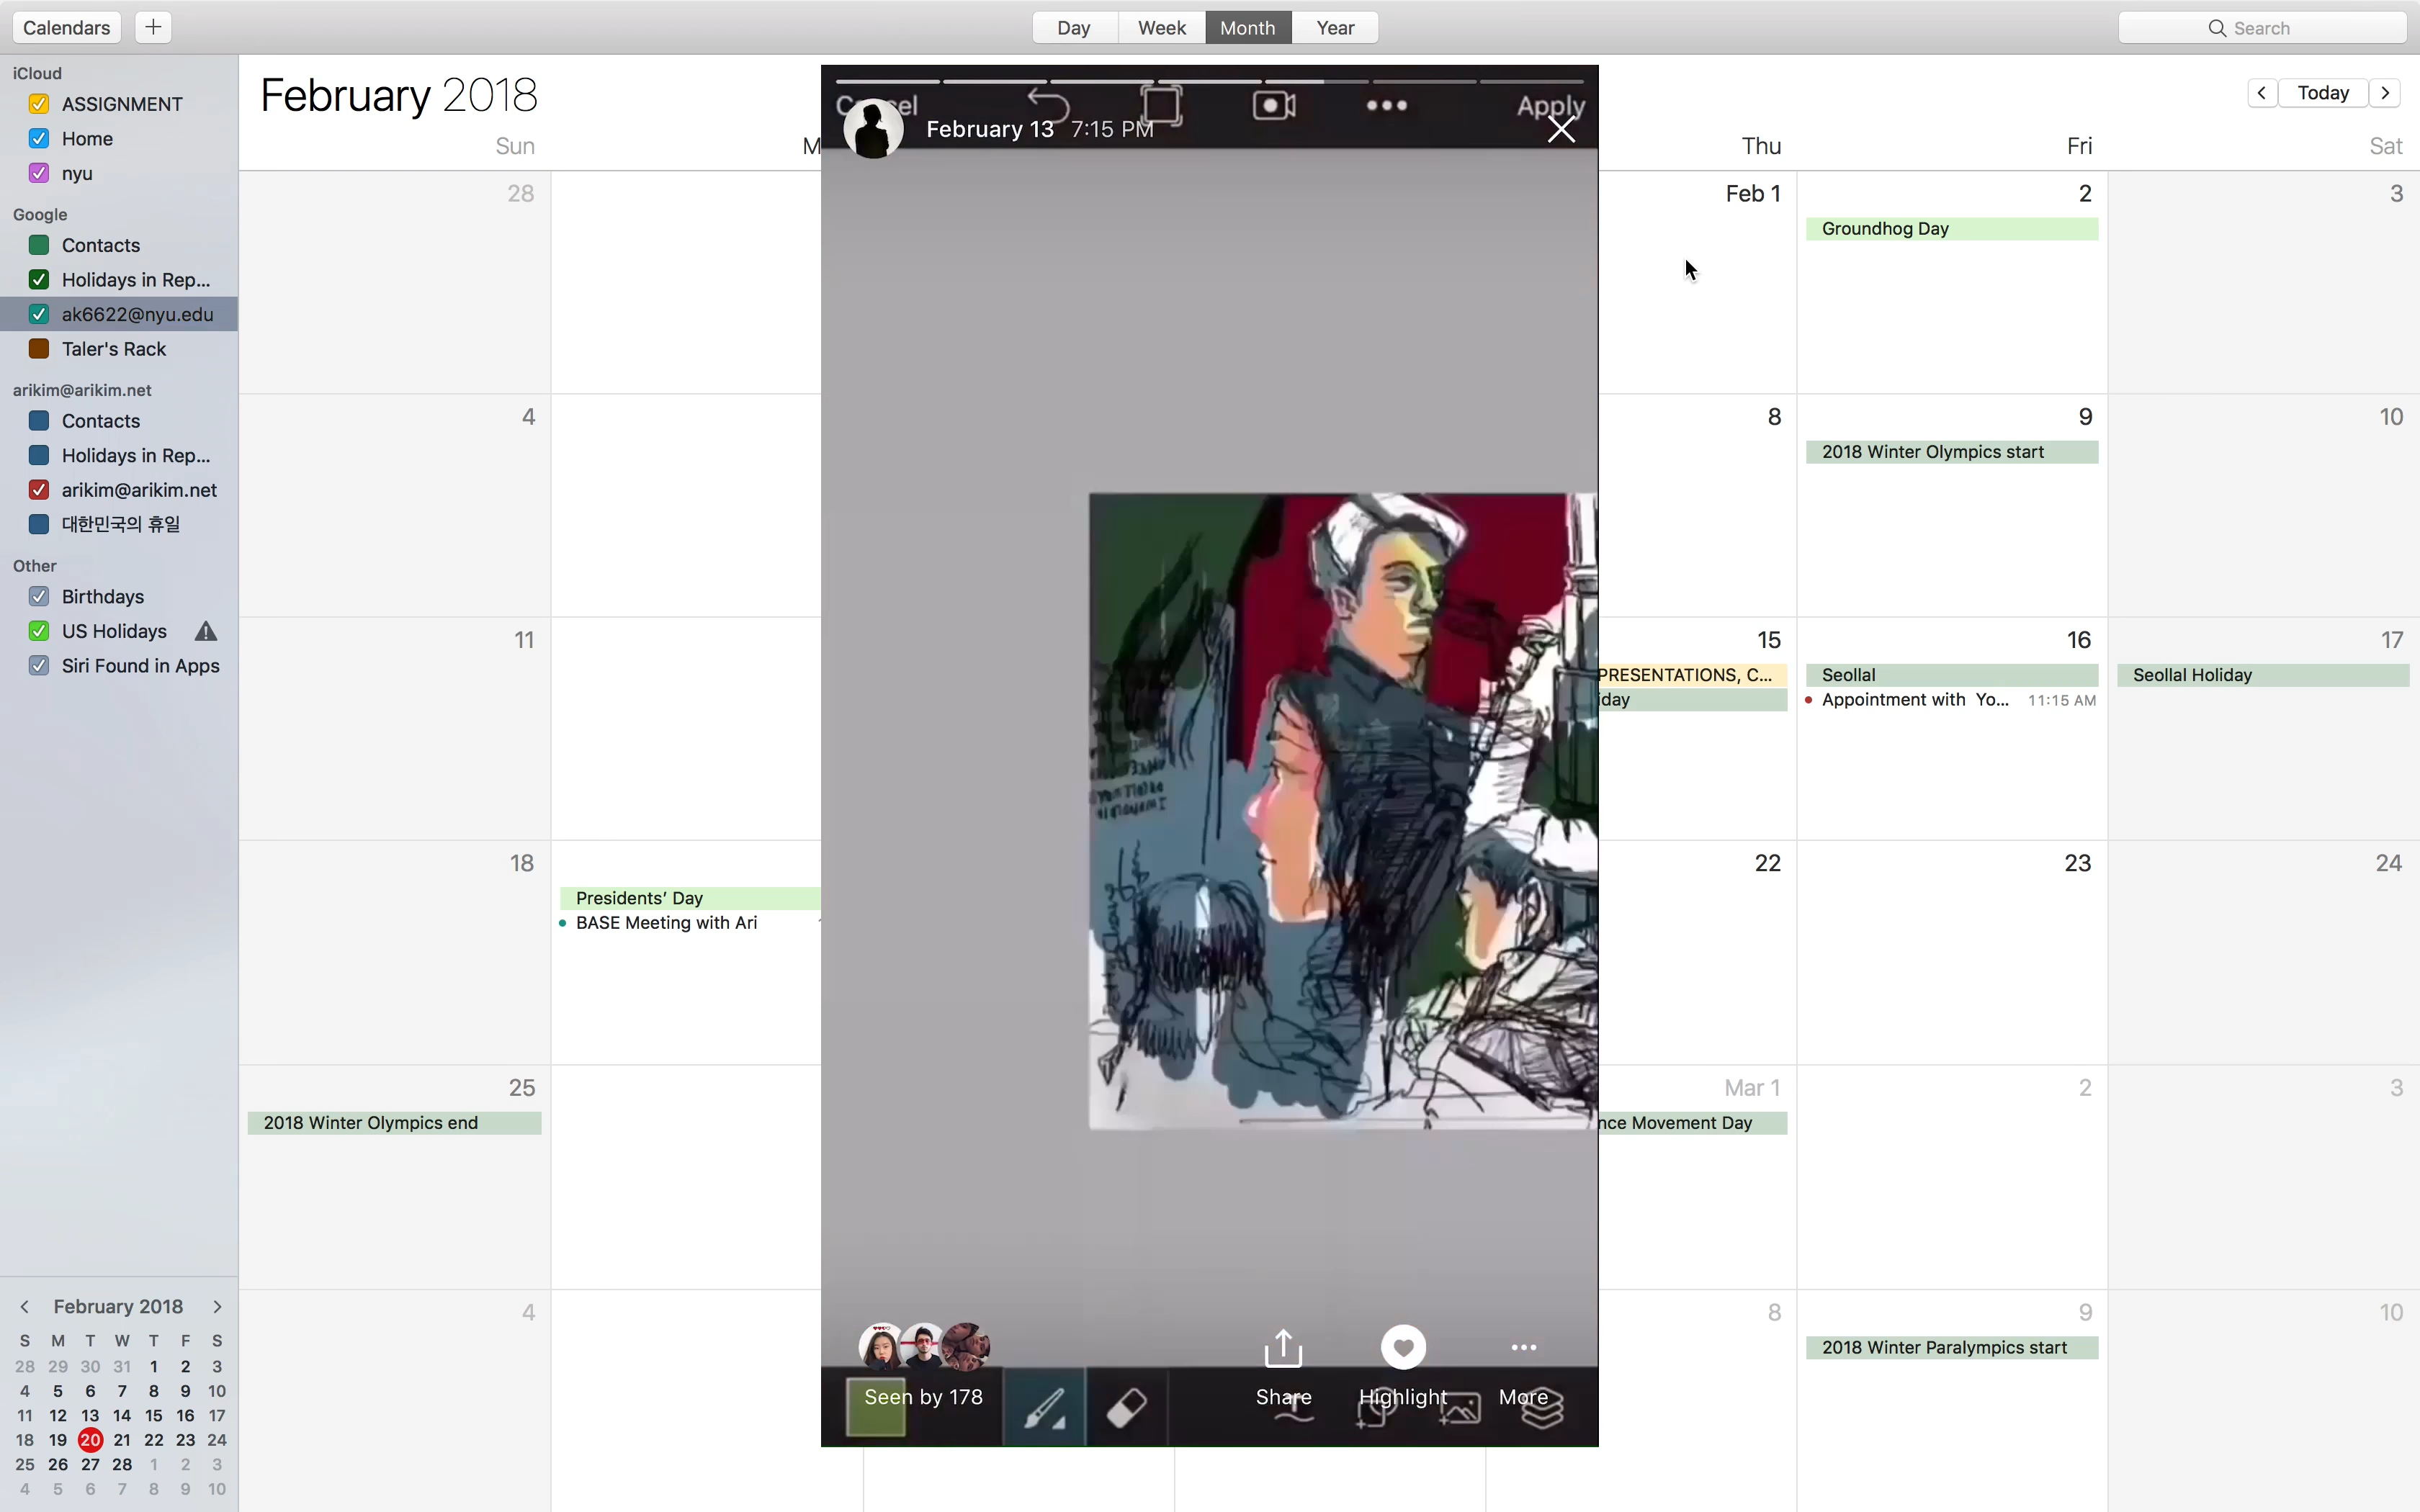 Calendars
Day Week Month Year
Search
iCloud
ASSIGNMENT
Home
nyu
Google
Contacts
Holidays in Rep...
ak6622@nyu.edu
Taler's Rack
arikim@arikim.net
Contacts
Holidays in Rep...
arikim@arikim.net
대한민국의 휴일
Other
Birthdays
US Holidays
Siri Found in Apps
February 2018
S M T W T F S
28 29 30 31 1 2 3
4 5 6 7 8 9 10
11 12 13 14 15 16 17
18 19 20 21 22 23 24
25 26 27 28 1 2 3
4 5 6 7 8 9 10
February 2018
Today
Sun M Thu Fri Sat
28 Feb 1 2 3
Groundhog Day
4 8 9 10
2018 Winter Olympics start
11 15 16 17
PRESENTATIONS, C... Seollal Seollal Holiday
iday Appointment with Yo... 11:15 AM
18 22 23 24
Presidents’ Day
BASE Meeting with Ari
25 Mar 1 2 3
2018 Winter Olympics end nce Movement Day
4 8 9 10
2018 Winter Paralympics start
Apply
February 13 7:15 PM
Seen by 178 Share Highlight More